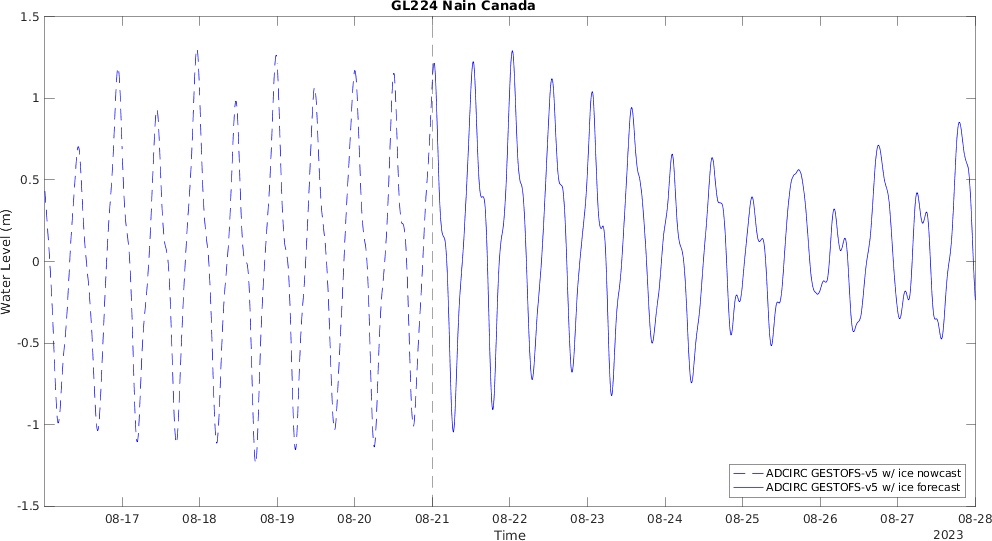 GL224 Nain Canada
1.5
1
0.5
0
-0.5
-1
-1.5
Water Level (m)
ADCIRC GESTOFS-v5 w/ ice nowcast
ADCIRC GESTOFS-v5 w/ ice forecast
08-17 08-18 08-19 08-20 08-21 08-22 08-23 08-24 08-25 08-26 08-27 08-28
Time
2023